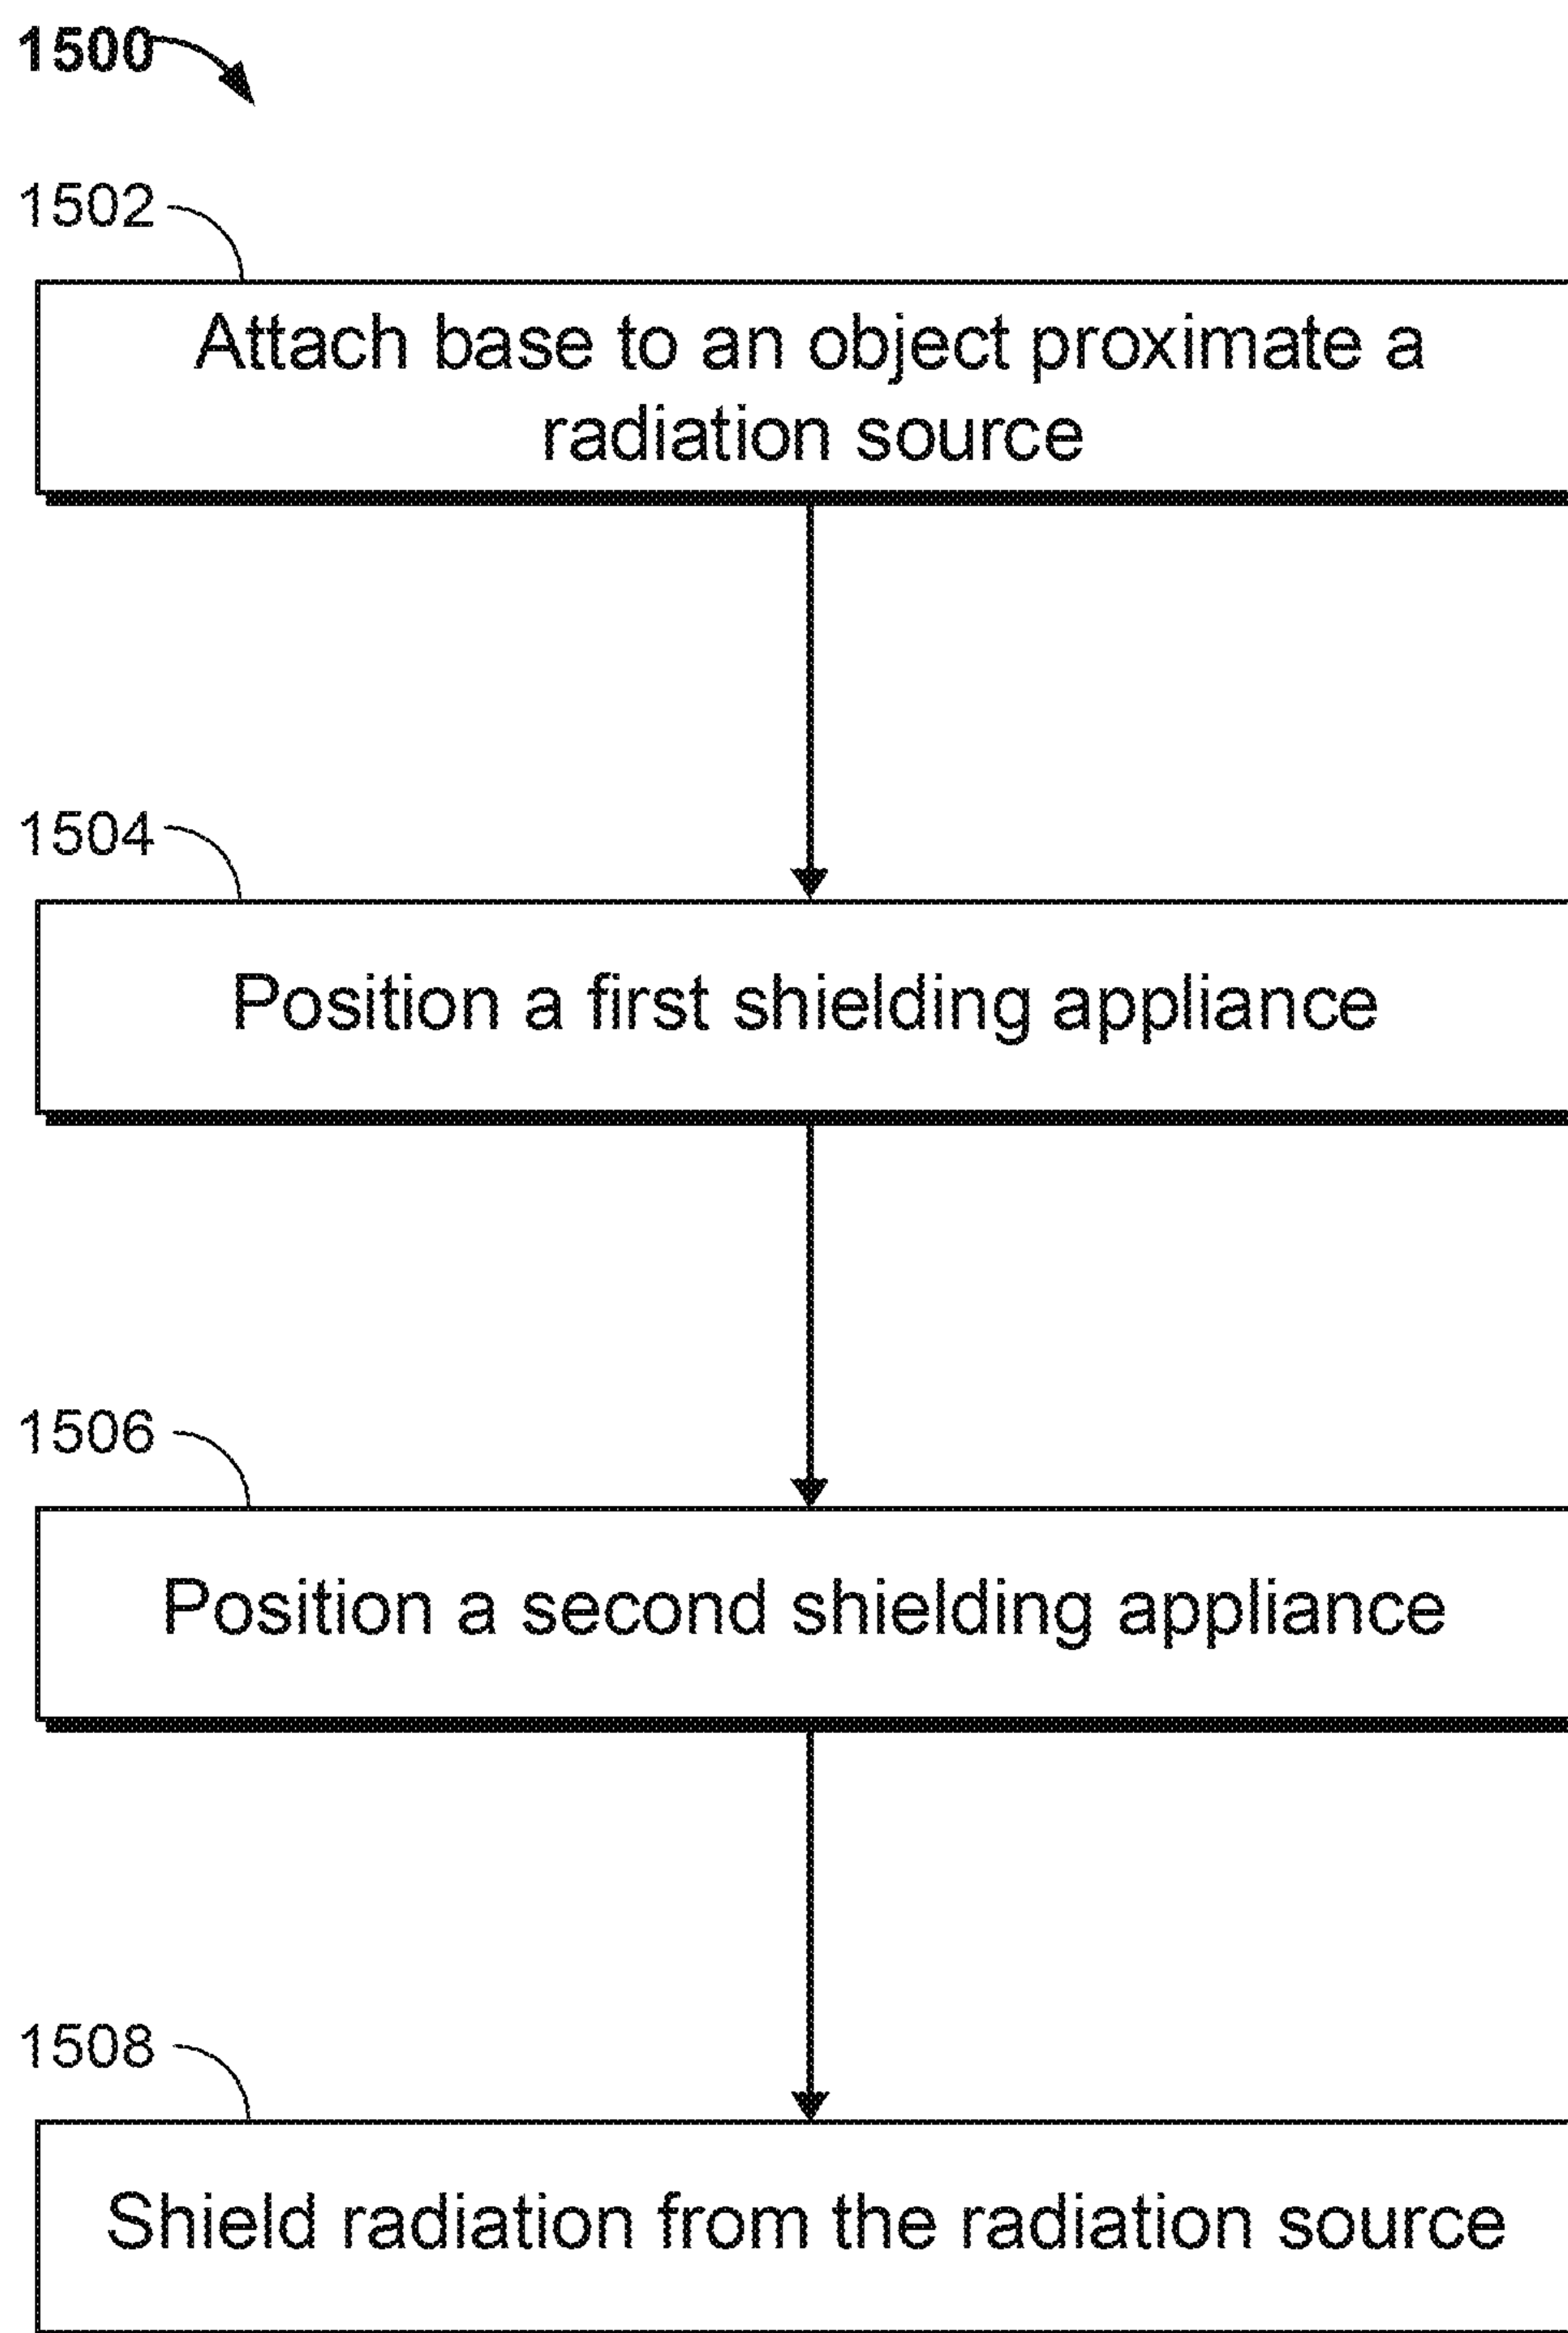 1500
1502
Attach base to an object proximate a
radiation source
1504
Position a first shielding appliance
1506
Position a second shielding appliance
1508
Shield radiation from the radiation source